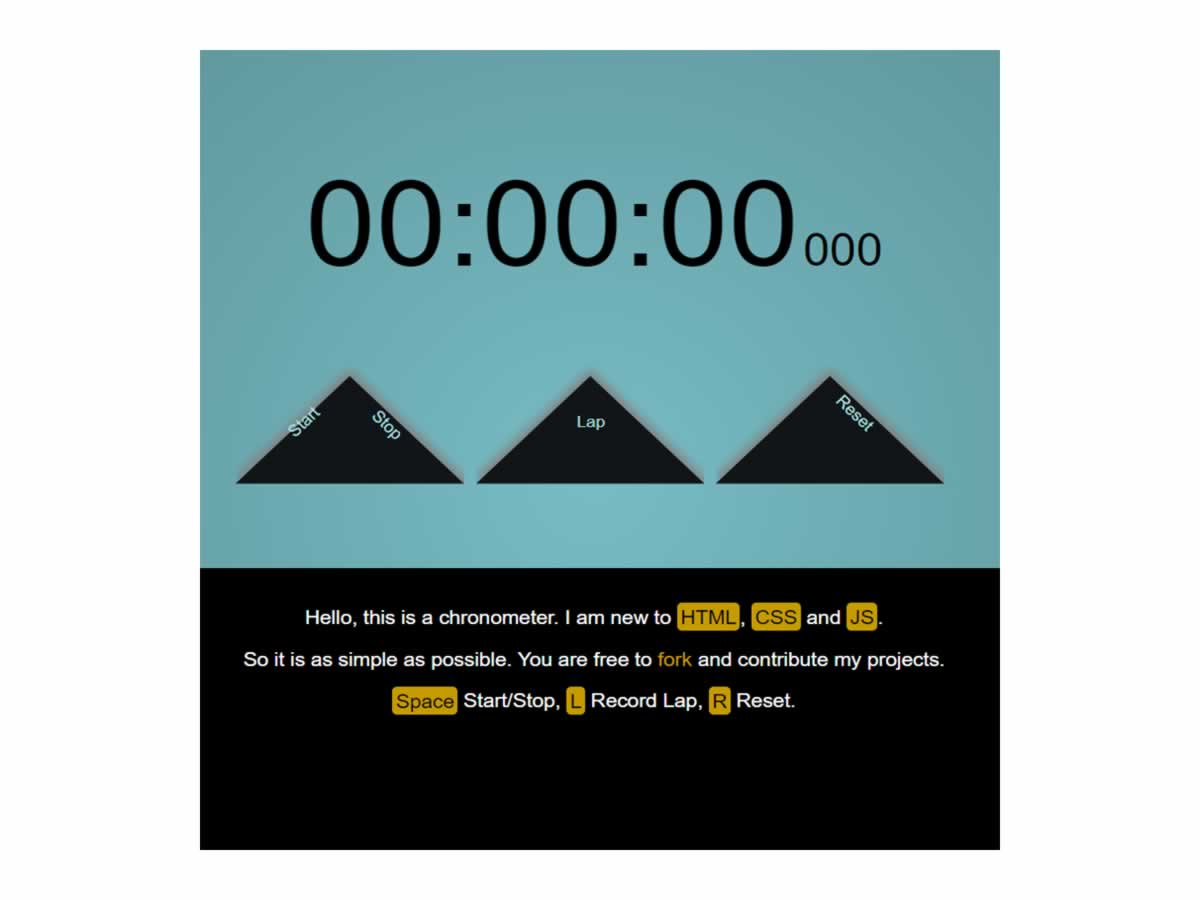 00:00:00 000
Start Stop Lap Reset
Hello, this is a chronometer. I am new to HTML, CSS and JS.
So it is as simple as possible. You are free to fork and contribute my projects.
Space Start/Stop, L Record Lap, R Reset.